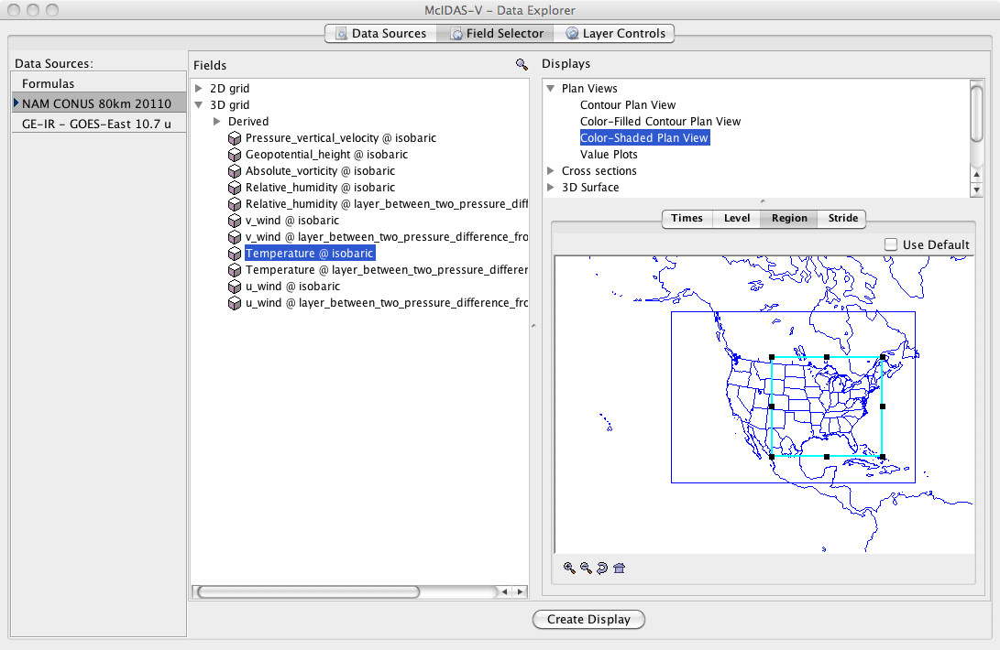 McIDAS-V - Data Explorer
Data Sources
Field Selector
Layer Controls
Data Sources:
Formulas
NAM CONUS 80km 20110
GE-IR - GOES-East 10.7 u
Fields
2D grid
3D grid
Derived
Pressure_vertical_velocity @ isobaric
Geopotential_height @ isobaric
Absolute_vorticity @ isobaric
Relative_humidity @ isobaric
Relative_humidity @ layer_between_two_pressure_diff
v_wind @ isobaric
v_wind @ layer_between_two_pressure_difference_fro
Temperature @ isobaric
Temperature @ layer_between_two_pressure_differer
u_wind @ isobaric
u_wind @ layer_between_two_pressure_difference_fro
Displays
Plan Views
Contour Plan View
Color-Filled Contour Plan View
Color-Shaded Plan View
Value Plots
Cross sections
3D Surface
Times
Level
Region
Stride
Use Default
Create Display